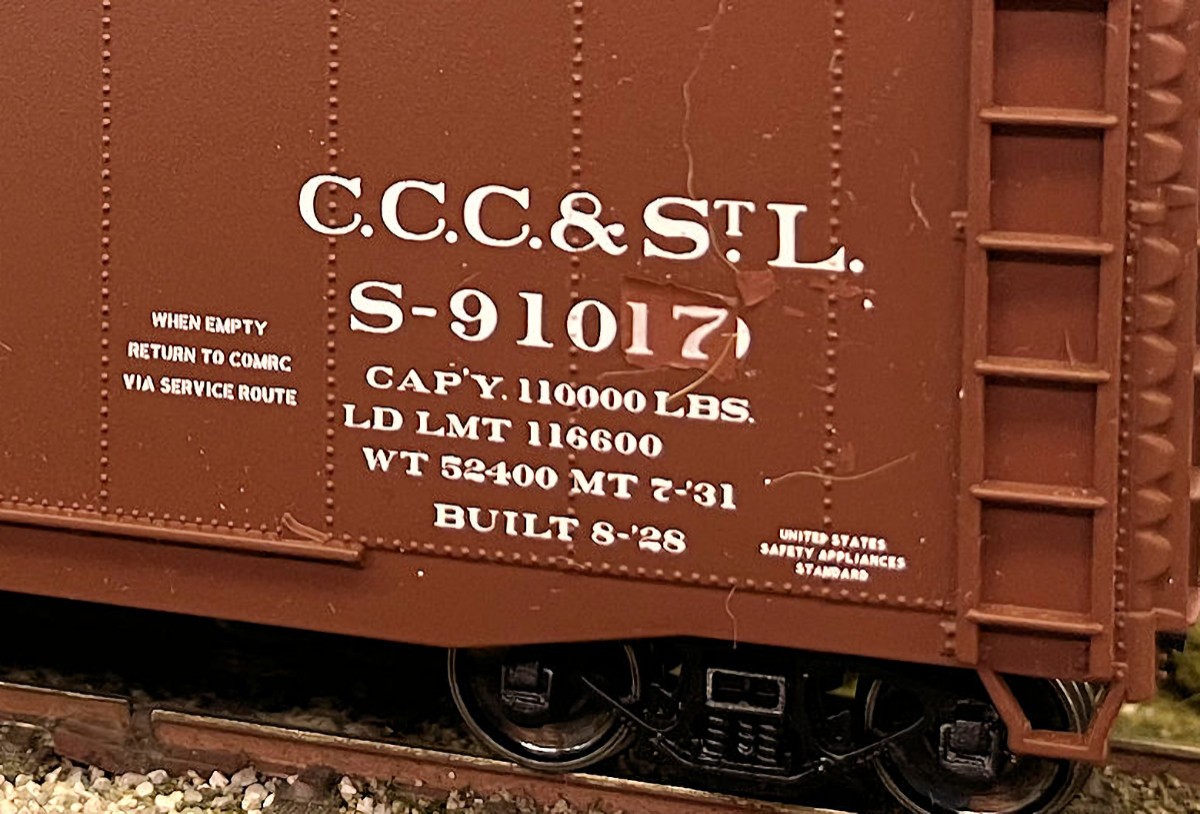 C.C.C.& ST. L.
S-91017
CAP'Y. 110000 LBS.
LD LMT 116600
WT 52400 MT 7-'31
BUILT 8-'28
WHEN EMPTY
RETURN TO COMRC
VIA SERVICE ROUTE
UNITED STATES
SAFETY APPLIANCES
STANDARD